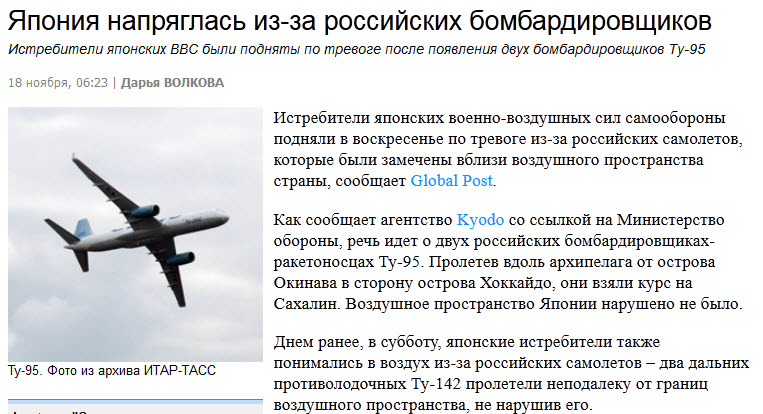 Япония напряглась из-за российских бомбардировщиков
Истребители японских ВВС были подняты по тревоге после появления двух бомбардировщиков Ту-95
18 ноября, 06:23 | Дарья ВОЛКОВА
Истребители японских военно-воздушных сил самообороны
подняли в воскресенье по тревоге из-за российских самолетов,
которые были замечены вблизи воздушного пространства
страны, сообщает Global Post.
Как сообщает агентство Kyodo со ссылкой на Министерство
обороны, речь идет о двух российских бомбардировщиках-
ракетоносцах Ту-95. Пролетев вдоль архипелага от острова
Окинава в сторону острова Хоккайдо, они взяли курс на
Сахалин. Воздушное пространство Японии нарушено не было.
Днем ранее, в субботу, японские истребители также
понимались в воздух из-за российских самолетов – два дальних
противолодочных Ту-142 пролетели неподалеку от границ
воздушного пространства, не нарушив его.
Ту-95. Фото из архива ИТАР-ТАСС